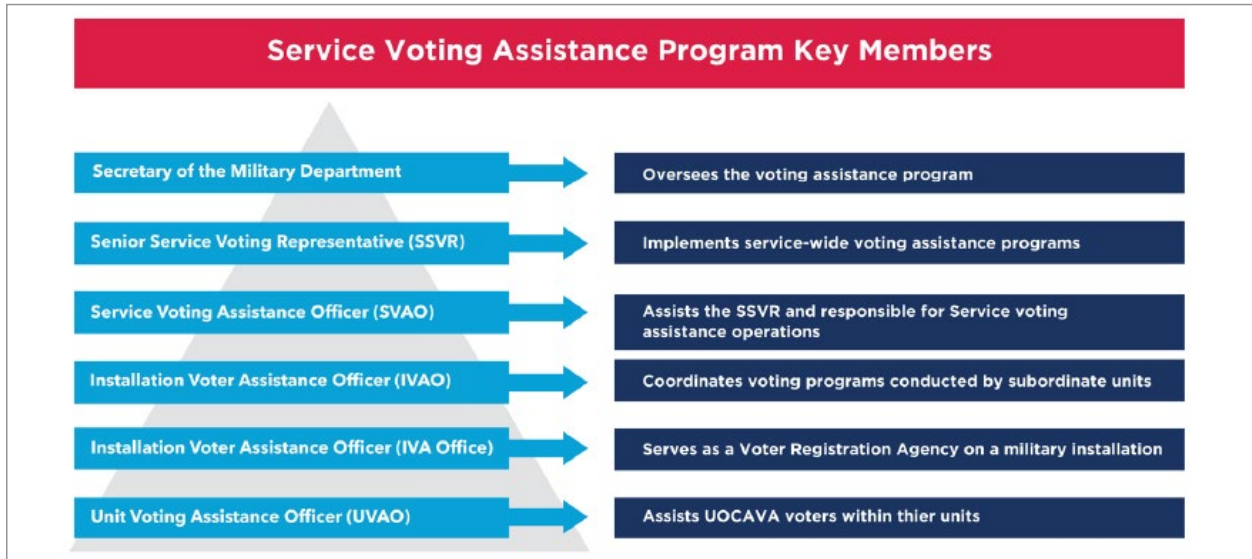 Service Voting Assistance Program Key Members
Secretary of the Military Department
Oversees the voting assistance program
Senior Service Voting Representative (SSVR)
Implements service-wide voting assistance programs
Service Voting Assistance Officer (SVAO)
Assists the SSVR and responsible for Service voting
assistance operations
Installation Voter Assistance Officer (IVAO)
Coordinates voting programs conducted by subordinate units
Installation Voter Assistance Officer (IVA Office)
Serves as a Voter Registration Agency on a military installation
Unit Voting Assistance Officer (UVAO)
Assists UOCAVA voters within thier units